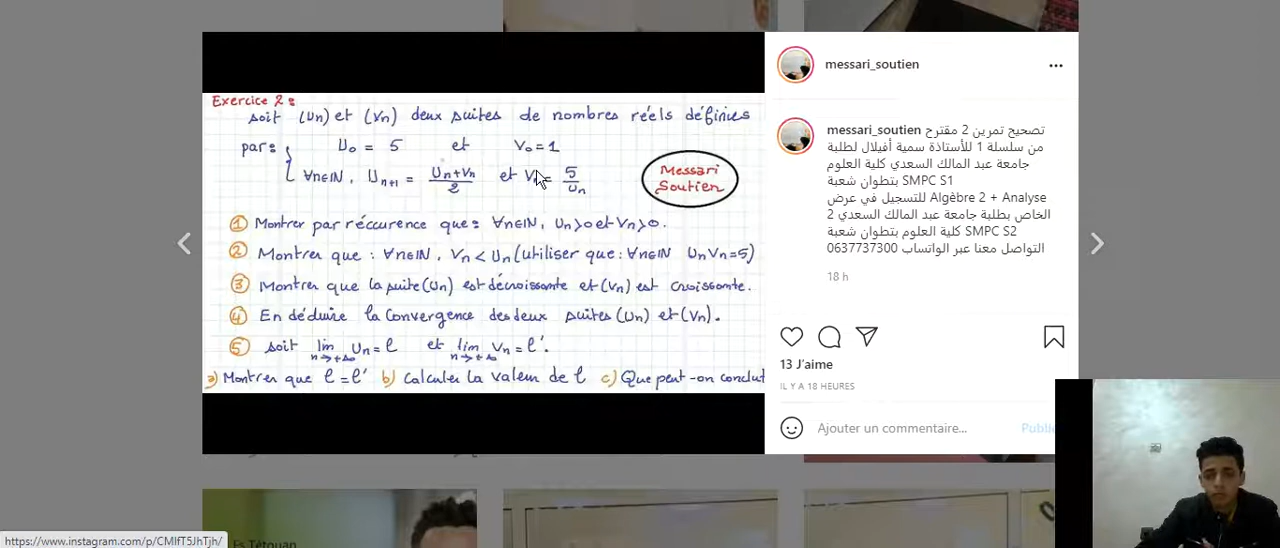 Exercice 2:
soit (Un) et (Vn) deux suites de nombres réels définies
par: { U0 = 5 et V0 = 1
∀n∈IN, Un+1 = (Un+Vn)/2 et V = 5/Un
Messari
Soutien
① Montrer par réccurence que: ∀n∈IN, Un>0 et Vn>0.
② Montrer que : ∀n∈IN, Vn < Un (utiliser que: ∀n∈IN UnVn=5)
③ Montrer que la suite (Un) est décroissante et (Vn) est croissante.
④ En déduire la convergence des deux suites (Un) et (Vn).
⑤ soit lim n→+∞ Un = l et lim n→+∞ Vn = l'.
a) Montrer que l = l' b) Calculer la valeur de l c) Que peut-on conclut
messari_soutien
messari_soutien تصحيح تمرين 2 مقترح
من سلسلة 1 للأستاذة سمية أفيلال لطلبة
جامعة عبد المالك السعدي كلية العلوم
بتطوان شعبة SMPC S1
للتسجيل في عرض Algèbre 2 + Analyse
2 الخاص بطلبة جامعة عبد المالك السعدي
كلية العلوم بتطوان شعبة SMPC S2
التواصل معنا عبر الواتساب 0637737300
18 h
13 J'aime
IL Y A 18 HEURES
Ajouter un commentaire... Publi
Fs Tétouan
https://www.instagram.com/p/CMIfT5JhTjh/